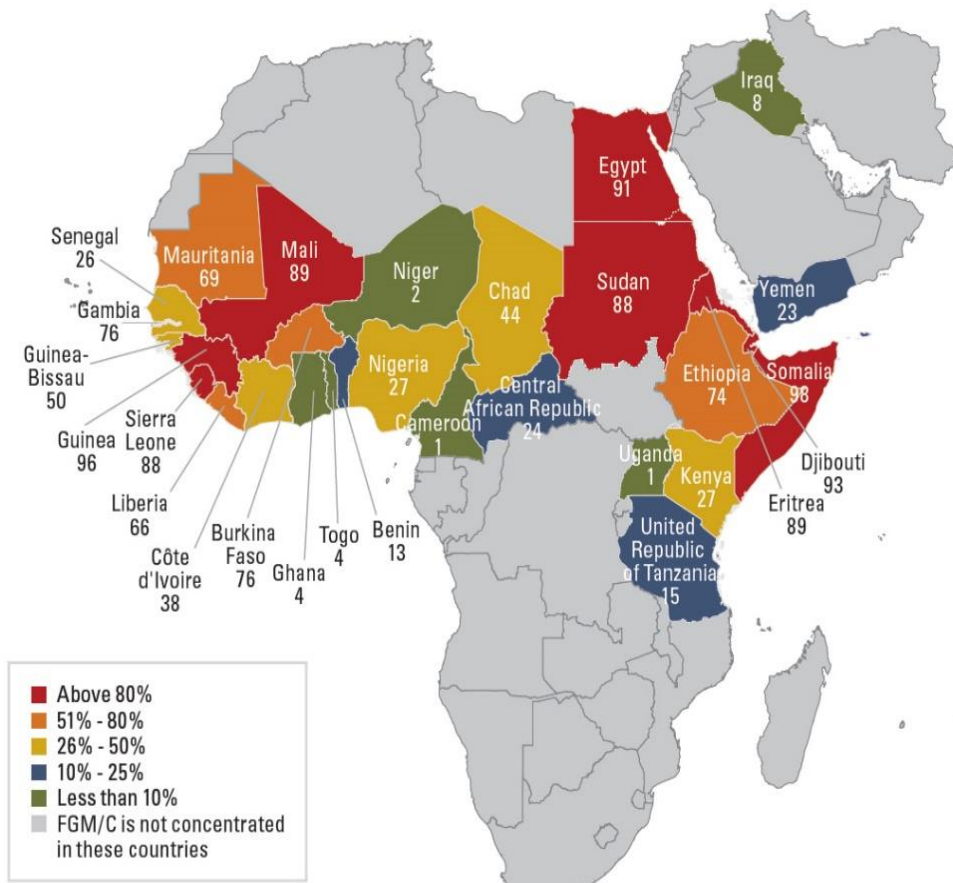 Iraq
8
Egypt
91
Senegal
26
Mauritania
69
Mali
89
Niger
2
Chad
44
Sudan
88
Yemen
23
Gambia
76
Guinea-
Bissau
50
Nigeria
27
Ethiopia
74
Somalia
98
Central
African Republic
24
Cameroon
1
Sierra
Leone
88
Guinea
96
Uganda
1
Kenya
27
Djibouti
93
Eritrea
89
Liberia
66
Côte
d'Ivoire
38
Burkina
Faso
76
Ghana
4
Togo
4
Benin
13
United
Republic
of Tanzania
15
Above 80%
51% - 80%
26% - 50%
10% - 25%
Less than 10%
FGM/C is not concentrated
in these countries